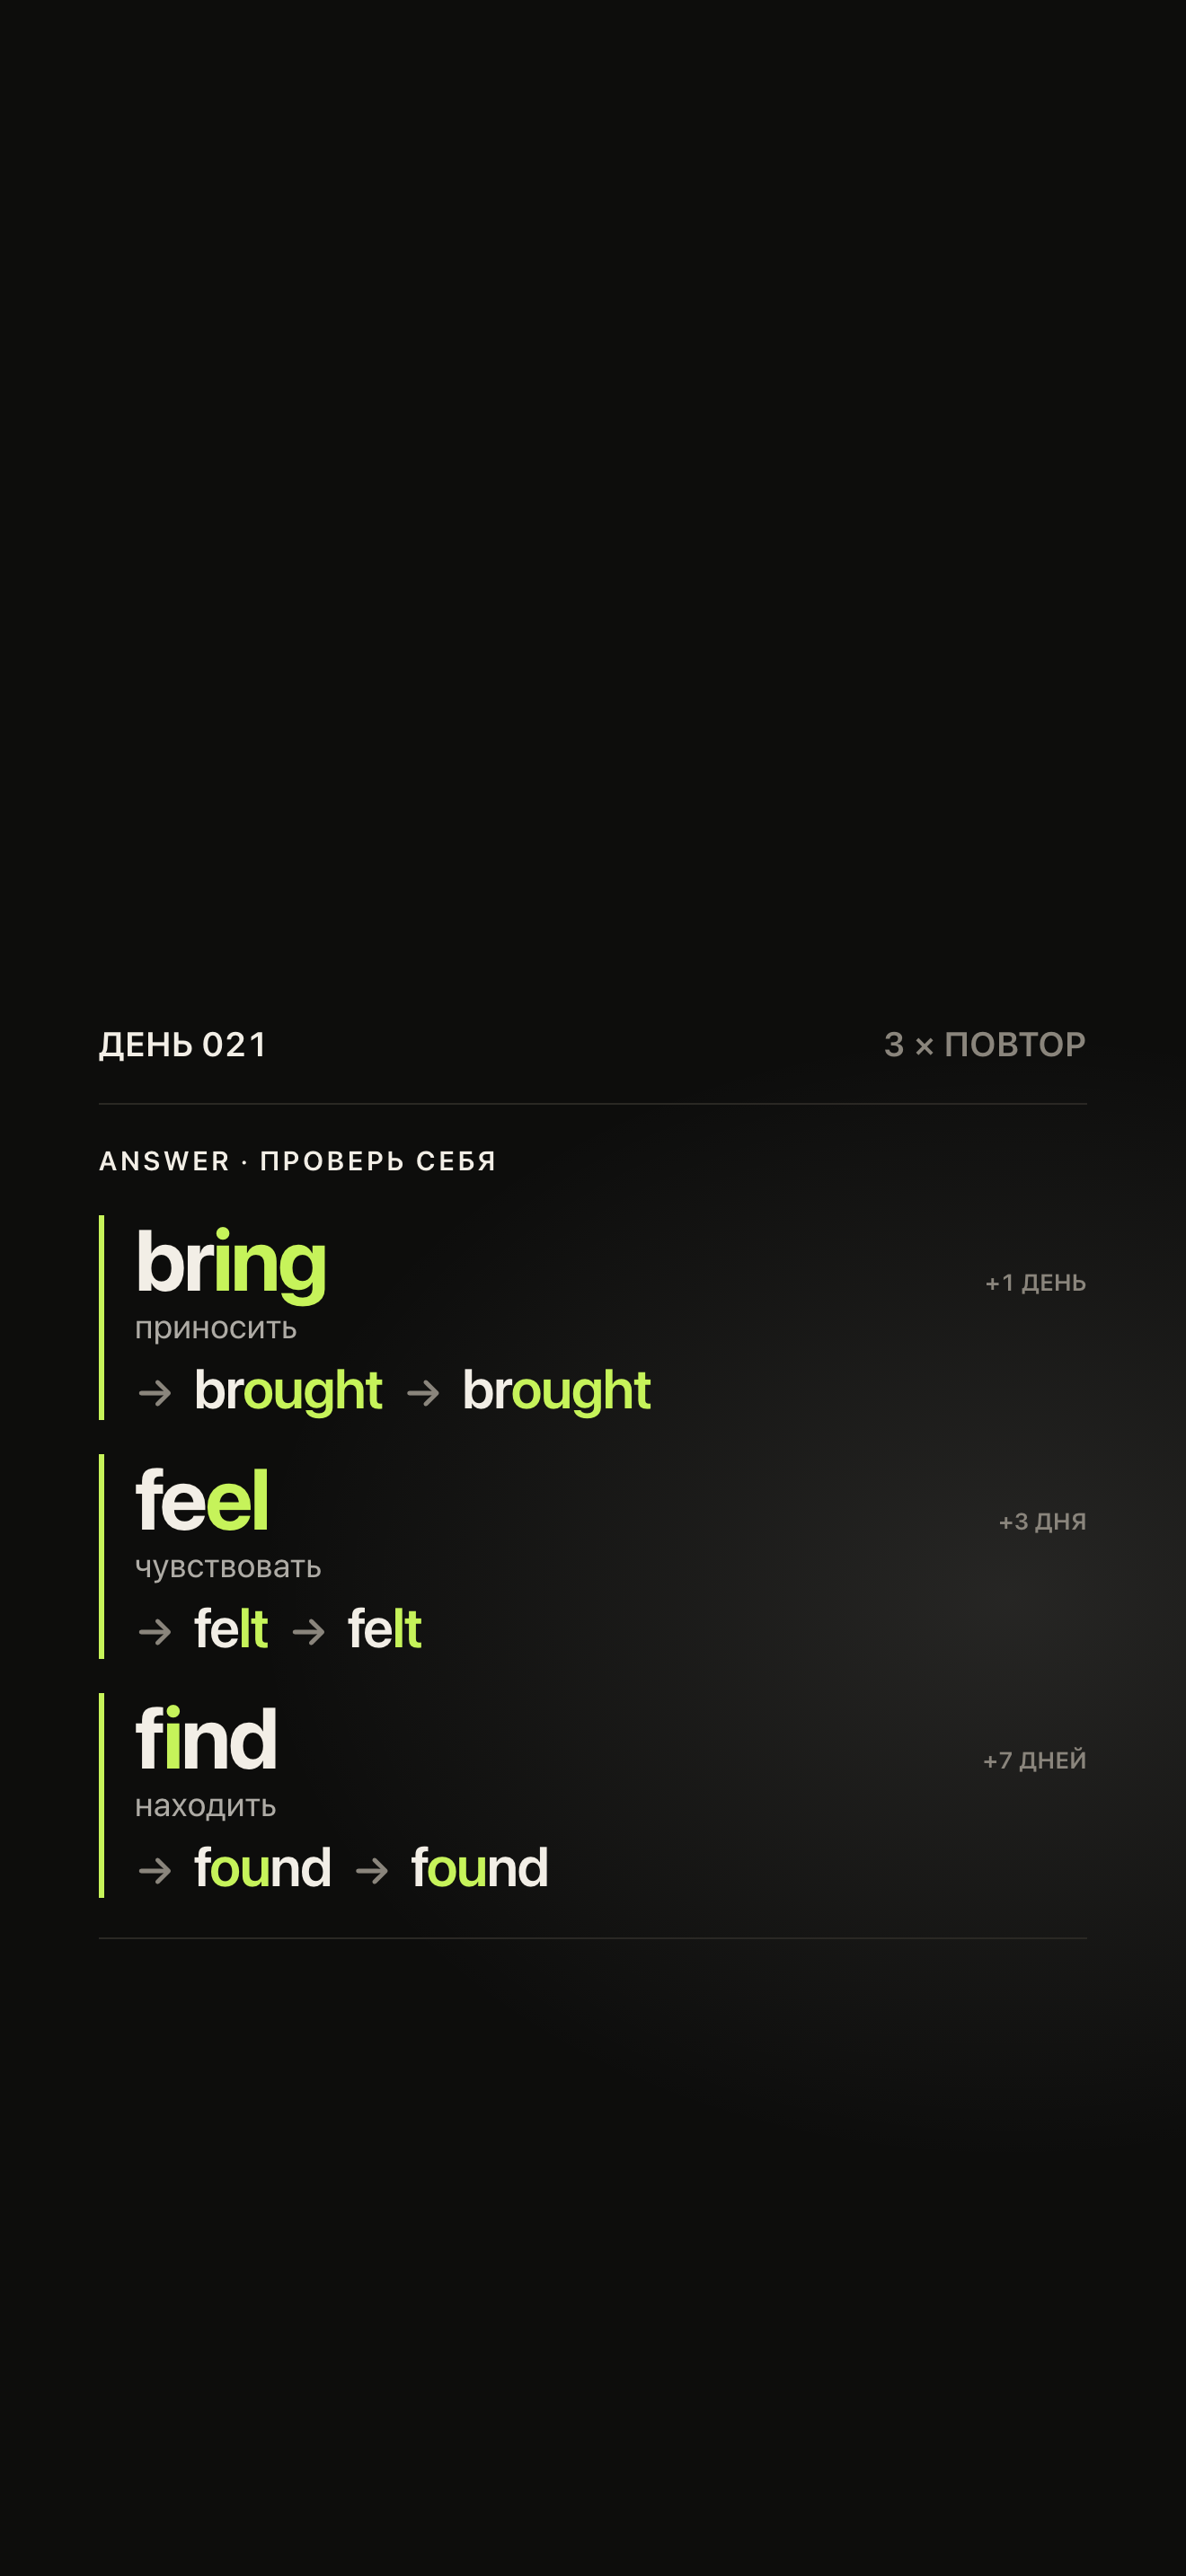 ДЕНЬ 021
3 × ПОВТОР
ANSWER · ПРОВЕРЬ СЕБЯ
bring
+1 ДЕНЬ
приносить
→ brought → brought
feel
+3 ДНЯ
чувствовать
→ felt → felt
find
+7 ДНЕЙ
находить
→ found → found